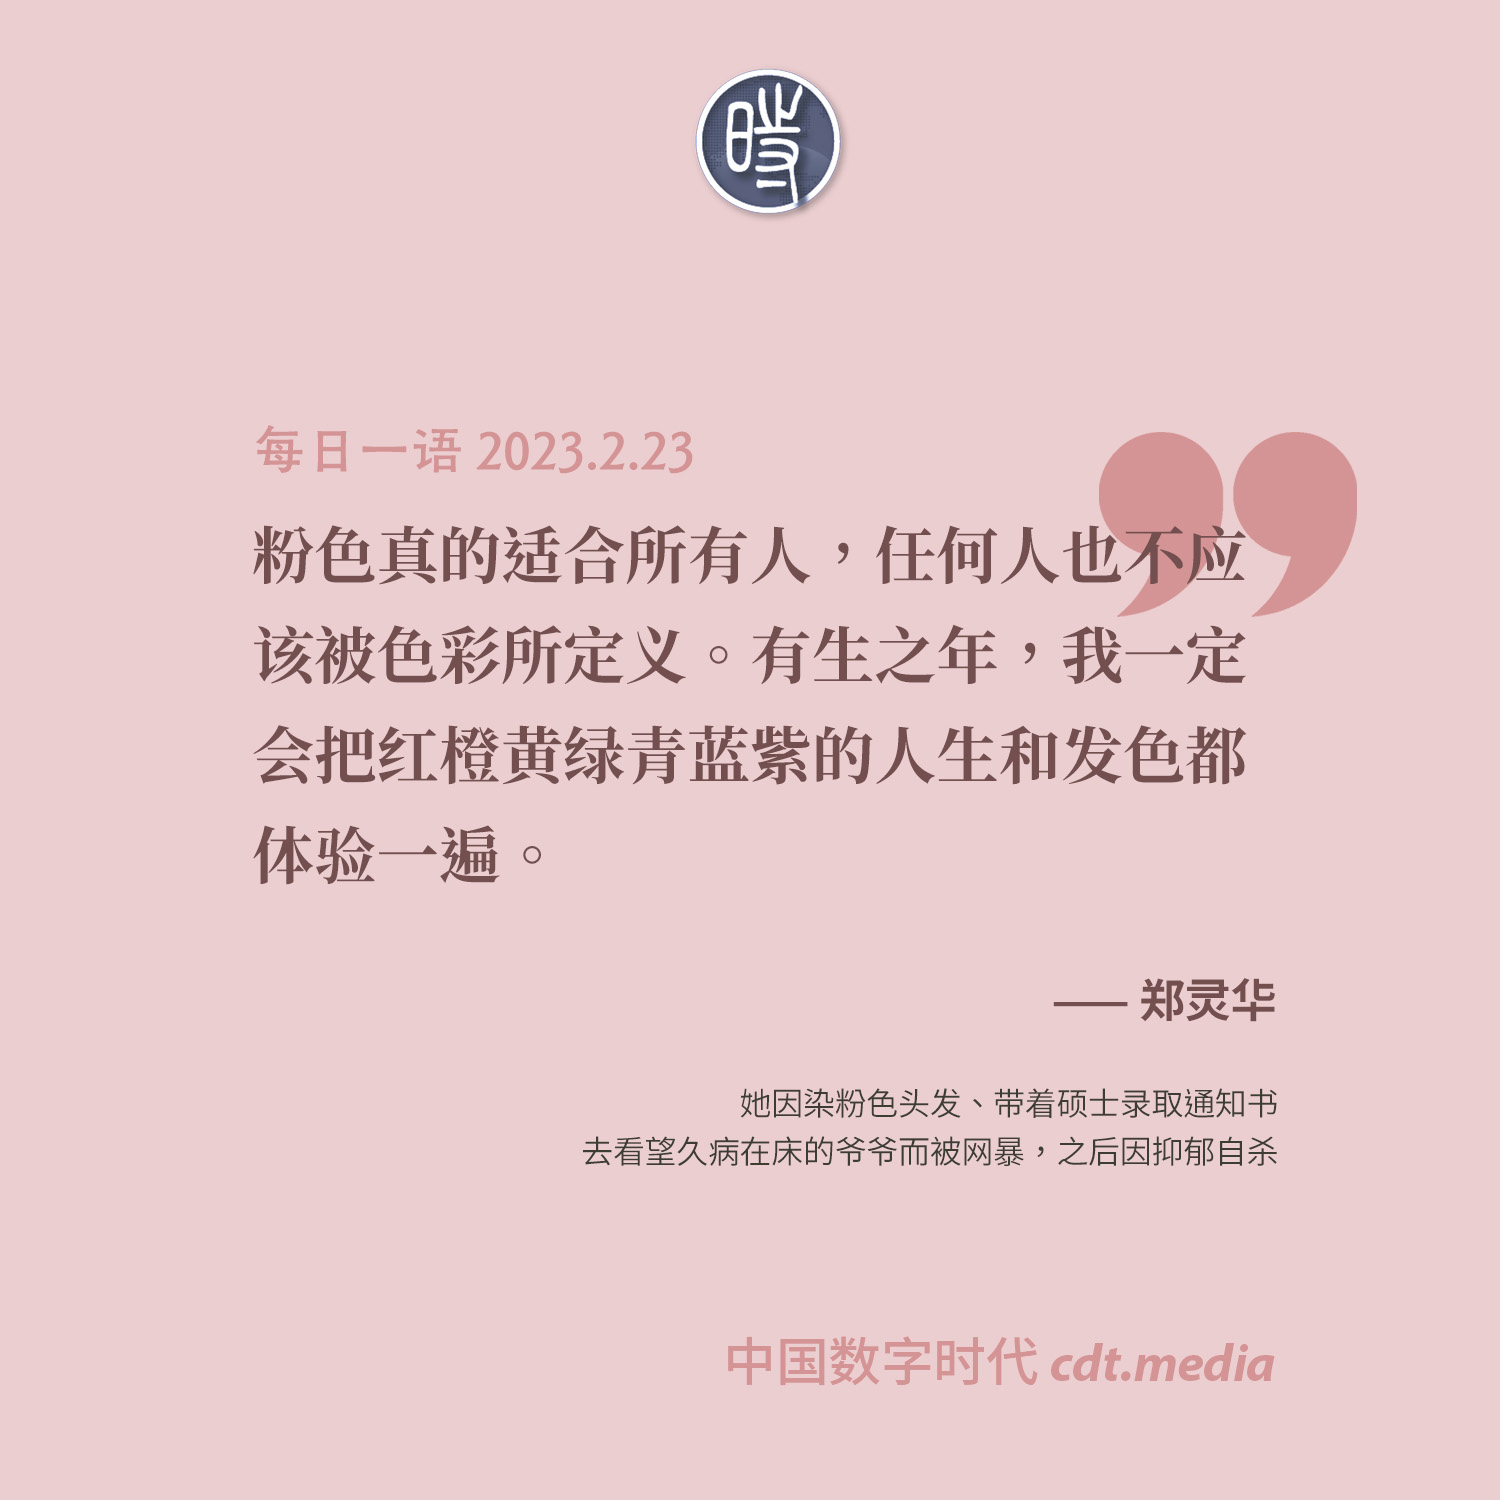 時
每日一语 2023.2.23
粉色真的适合所有人，任何人也不应
该被色彩所定义。有生之年，我一定
会把红橙黄绿青蓝紫的人生和发色都
体验一遍。
—— 郑灵华
她因染粉色头发、带着硕士录取通知书
去看望久病在床的爷爷而被网暴，之后因抑郁自杀
中国数字时代 cdt.media